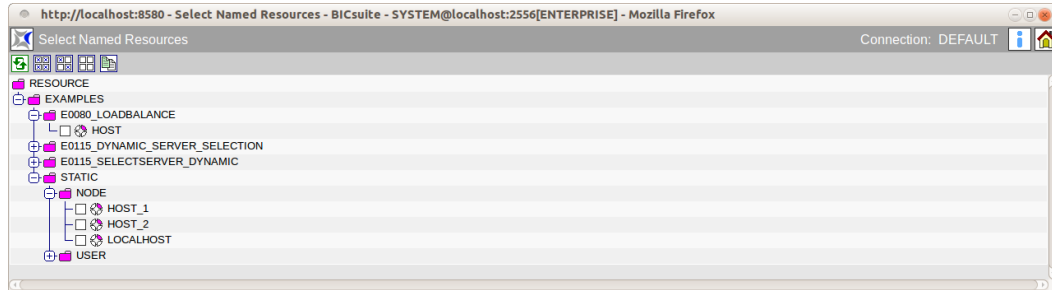 http://localhost:8580 - Select Named Resources - BICsuite - SYSTEM@localhost:2556[ENTERPRISE] - Mozilla Firefox
Select Named Resources Connection: DEFAULT
RESOURCE
EXAMPLES
E0080_LOADBALANCE
HOST
E0115_DYNAMIC_SERVER_SELECTION
E0115_SELECTSERVER_DYNAMIC
STATIC
NODE
HOST_1
HOST_2
LOCALHOST
USER